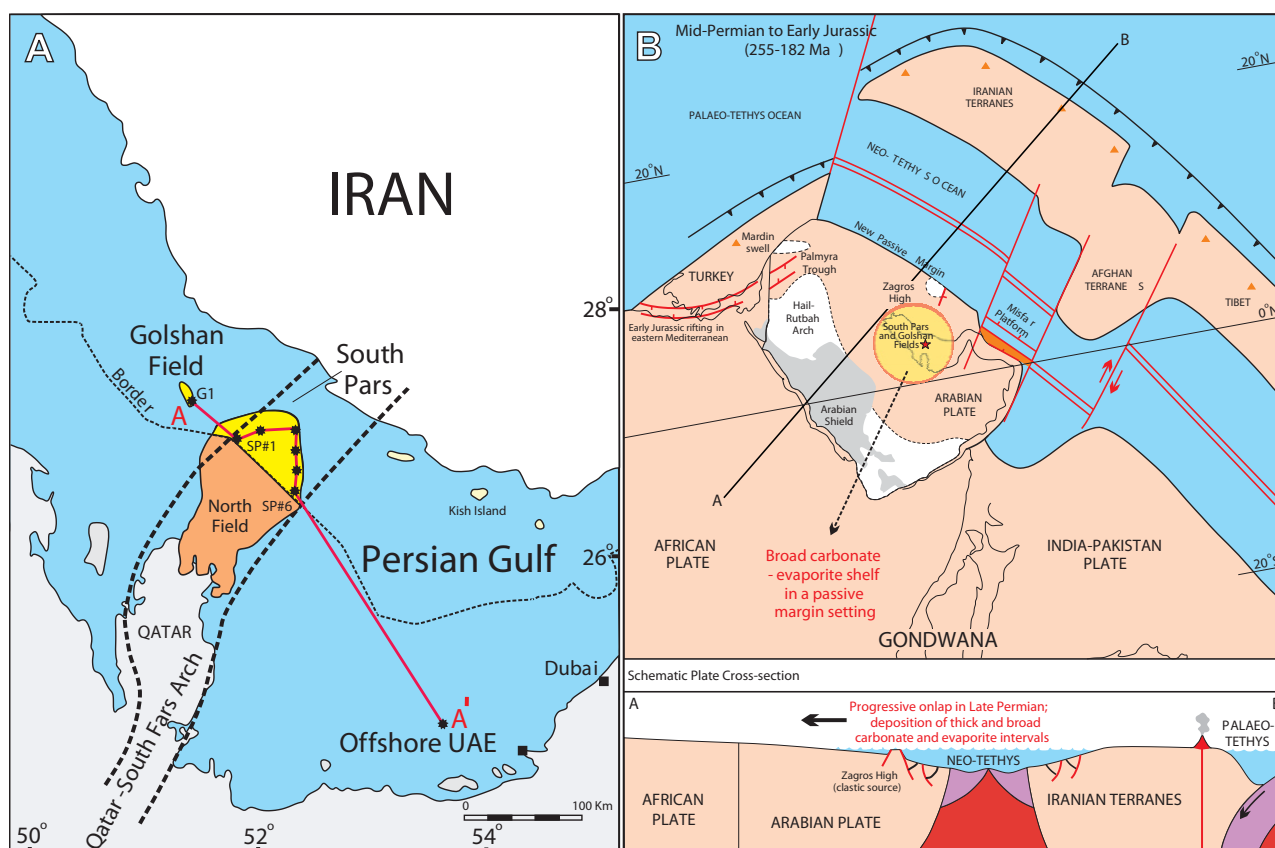 A
IRAN
28°
Golshan
Field
South
Pars
Border
G1
A
SP#1
SP#6
North
Field
Kish Island
Persian Gulf
26°
QATAR
Dubai
A'
Offshore UAE
Qatar-South Fars Arch
0
100 Km
50°
52°
54°
B
Mid-Permian to Early Jurassic
(255-182 Ma )
B
20°N
IRANIAN
TERRANES
PALAEO-TETHYS OCEAN
NEO- TETHY S O CEAN
20°N
Mardin
swell
New Passive Margin
Palmyra
Trough
TURKEY
AFGHAN
TERRANE S
Zagros
High
TIBET
Hail-
Rutbah
Arch
Misfa r
Platform
0°N
Early Jurassic rifting in
eastern Mediterranean
South Pars
and Golshan
Fields
ARABIAN
PLATE
Arabian
Shield
A
AFRICAN
PLATE
Broad carbonate
- evaporite shelf
in a passive
margin setting
INDIA-PAKISTAN
PLATE
20°S
GONDWANA
Schematic Plate Cross-section
A
Progressive onlap in Late Permian;
deposition of thick and broad
carbonate and evaporite intervals
PALAEO-
TETHYS
NEO-TETHYS
Zagros High
(clastic source)
AFRICAN
PLATE
ARABIAN PLATE
IRANIAN TERRANES